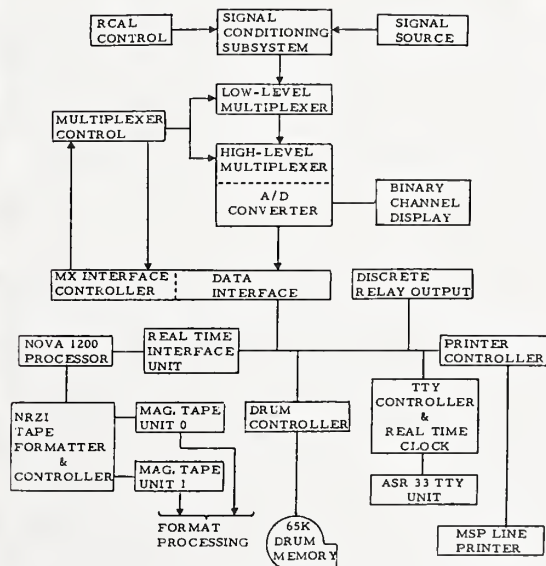 RCAL
CONTROL
SIGNAL
CONDITIONING
SUBSYSTEM
SIGNAL
SOURCE
LOW-LEVEL
MULTIPLEXER
MULTIPLEXER
CONTROL
HIGH-LEVEL
MULTIPLEXER
A/D
CONVERTER
BINARY
CHANNEL
DISPLAY
MX INTERFACE
CONTROLLER
DATA
INTERFACE
DISCRETE
RELAY OUTPUT
NOVA 1200
PROCESSOR
REAL TIME
INTERFACE
UNIT
PRINTER
CONTROLLER
NRZI
TAPE
FORMATTER
&
CONTROLLER
MAG. TAPE
UNIT 0
MAG. TAPE
UNIT 1
DRUM
CONTROLLER
TTY
CONTROLLER
&
REAL TIME
CLOCK
ASR 33 TTY
UNIT
FORMAT
PROCESSING
65K
DRUM
MEMORY
MSP LINE
PRINTER